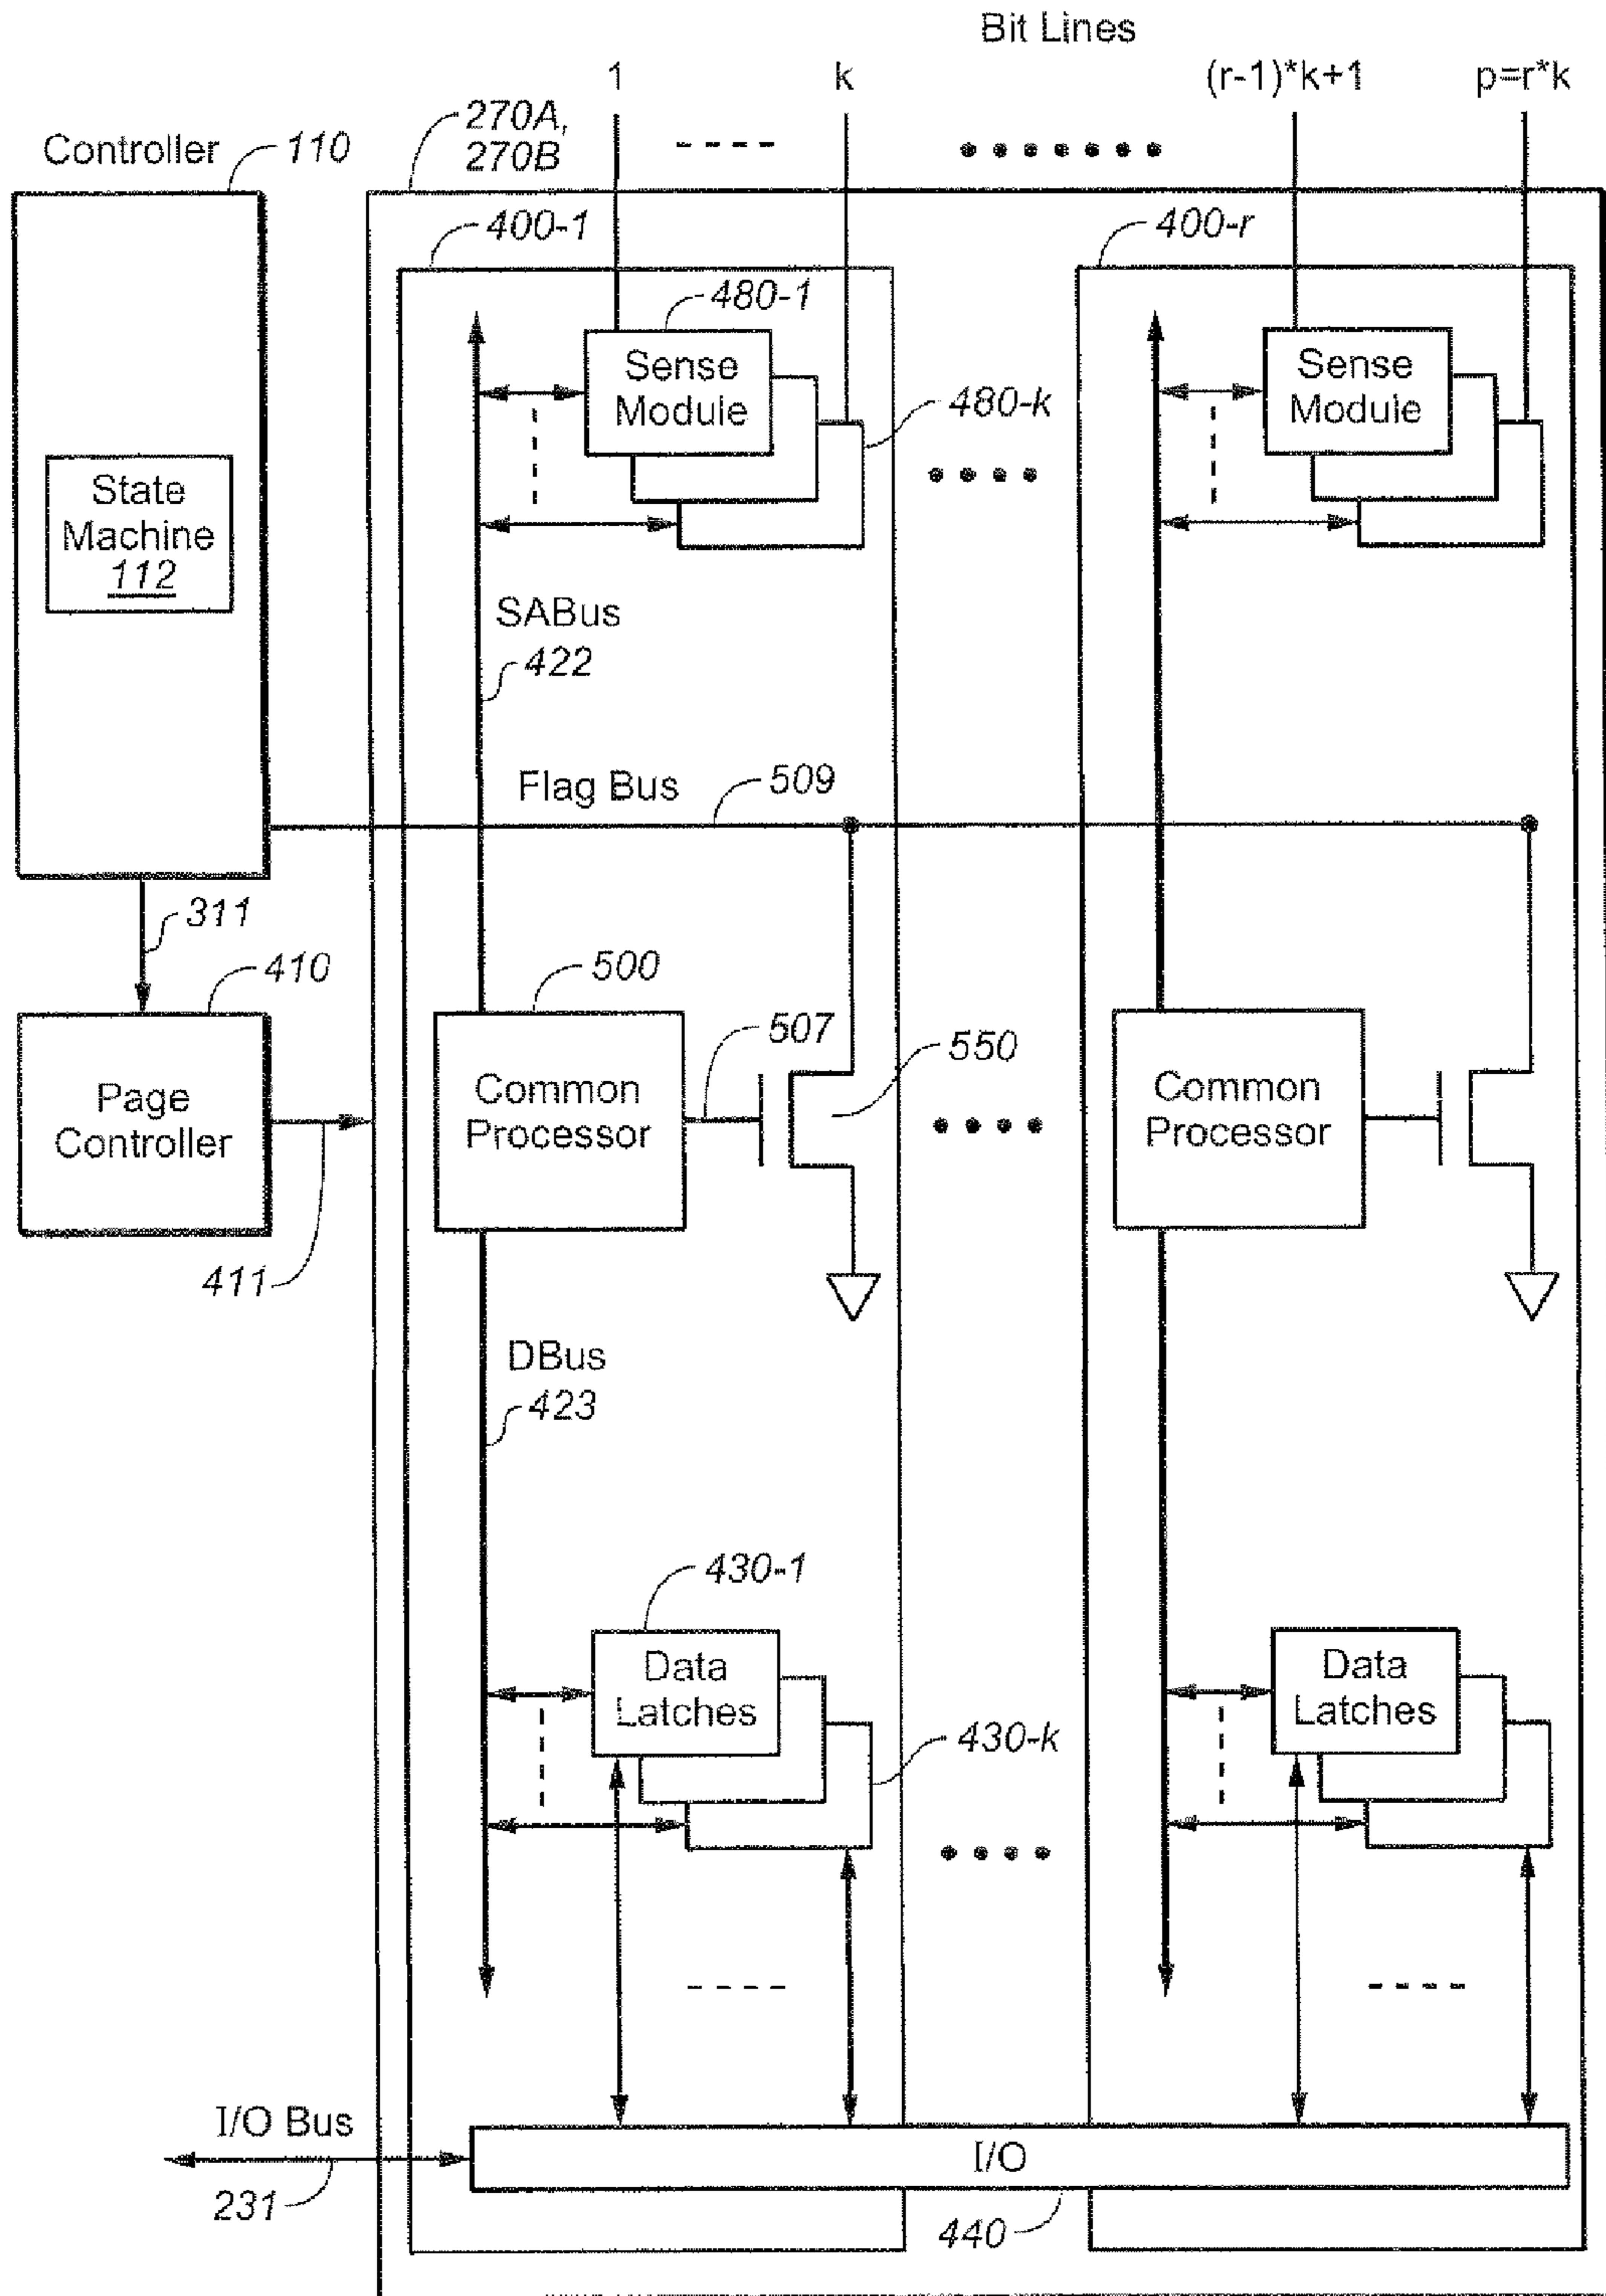 Bit Lines
1
k
(r-1)*k+1
p=r*k
Controller
110
270A,
270B
400-1
400-r
480-1
Sense
Module
480-k
Sense
Module
State
Machine
112
SABus
422
Flag Bus
509
311
410
500
507
550
Page
Controller
Common
Processor
Common
Processor
411
DBus
423
430-1
Data
Latches
430-k
Data
Latches
I/O Bus
231
I/O
440